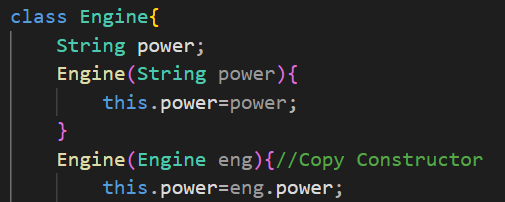 class Engine{
    String power;
    Engine(String power){
        this.power=power;
    }
    Engine(Engine eng){//Copy Constructor
        this.power=eng.power;